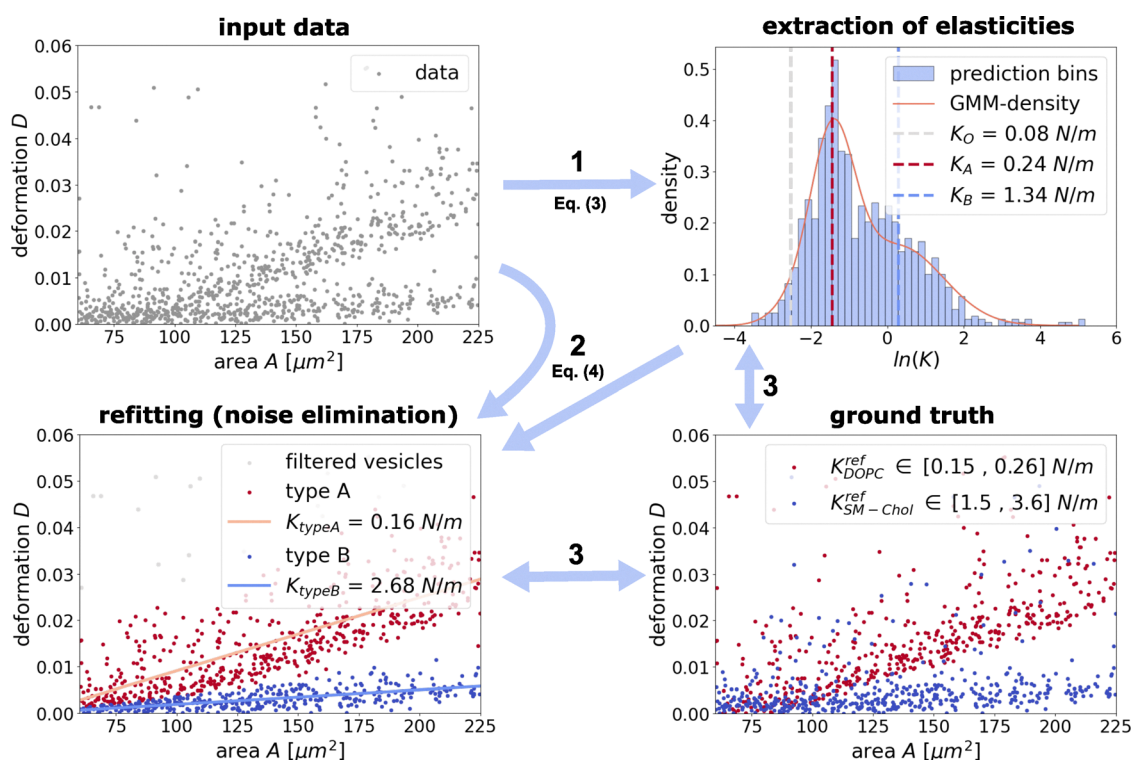 input data
extraction of elasticities
0.06
0.05
0.04
0.03
0.02
0.01
0.00
deformation D
data
75 100 125 150 175 200 225
area A [μm²]
1
Eq. (3)
0.5
0.4
0.3
0.2
0.1
0.0
density
prediction bins
GMM-density
K_O = 0.08 N/m
K_A = 0.24 N/m
K_B = 1.34 N/m
−4 −2 0 2 4 6
ln(K)
2
Eq. (4)
3
refitting (noise elimination)
ground truth
0.06
0.05
0.04
0.03
0.02
0.01
0.00
deformation D
filtered vesicles
type A
K_typeA = 0.16 N/m
type B
K_typeB = 2.68 N/m
75 100 125 150 175 200 225
area A [μm²]
3
0.06
0.05
0.04
0.03
0.02
0.01
0.00
deformation D
K^ref_DOPC ∈ [0.15 , 0.26] N/m
K^ref_SM−Chol ∈ [1.5 , 3.6] N/m
75 100 125 150 175 200 225
area A [μm²]